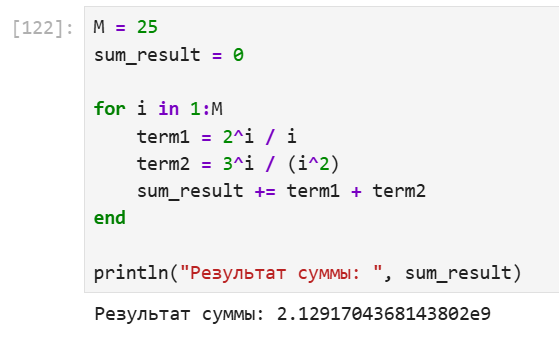 [122]:
M = 25
sum_result = 0
for i in 1:M
    term1 = 2^i / i
    term2 = 3^i / (i^2)
    sum_result += term1 + term2
end
println("Результат суммы: ", sum_result)
Результат суммы: 2.1291704368143802e9